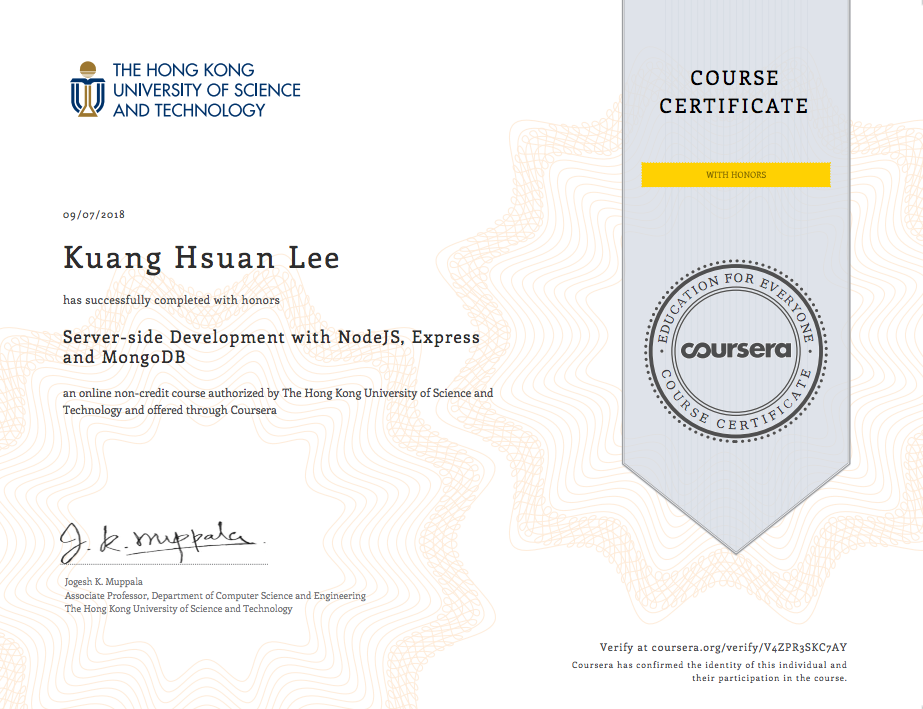 THE HONG KONG
UNIVERSITY OF SCIENCE
AND TECHNOLOGY
COURSE
CERTIFICATE
WITH HONORS
09/07/2018
Kuang Hsuan Lee
has successfully completed with honors
Server-side Development with NodeJS, Express
and MongoDB
an online non-credit course authorized by The Hong Kong University of Science and
Technology and offered through Coursera
EDUCATION FOR EVERYONE
coursera
COURSE CERTIFICATE
J. K. Muppala
Jogesh K. Muppala
Associate Professor, Department of Computer Science and Engineering
The Hong Kong University of Science and Technology
Verify at coursera.org/verify/V4ZPR3SKC7AY
Coursera has confirmed the identity of this individual and
their participation in the course.